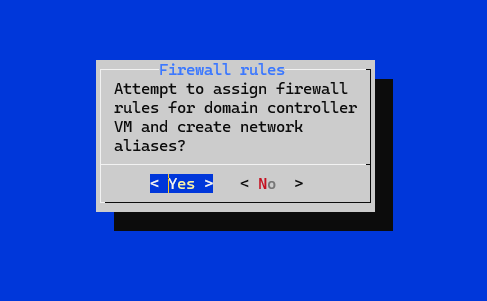 Firewall rules
Attempt to assign firewall
rules for domain controller
VM and create network
aliases?
< Yes > < No >